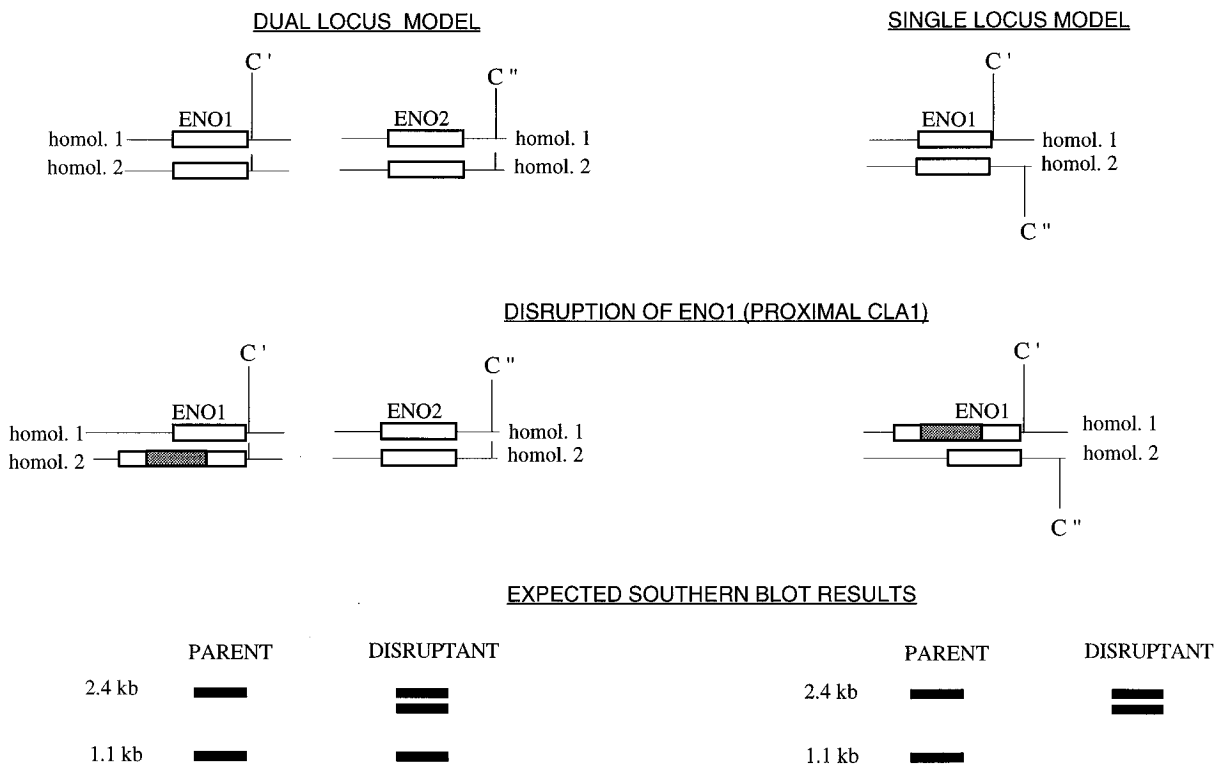 DUAL LOCUS MODEL
SINGLE LOCUS MODEL
C'
C"
C'
ENO1
ENO2
ENO1
homol. 1
homol. 1
homol. 1
homol. 2
homol. 2
homol. 2
C"
DISRUPTION OF ENO1 (PROXIMAL CLA1)
C'
C"
C'
ENO1
ENO2
ENO1
homol. 1
homol. 1
homol. 1
homol. 2
homol. 2
homol. 2
C"
EXPECTED SOUTHERN BLOT RESULTS
PARENT
DISRUPTANT
PARENT
DISRUPTANT
2.4 kb
2.4 kb
1.1 kb
1.1 kb